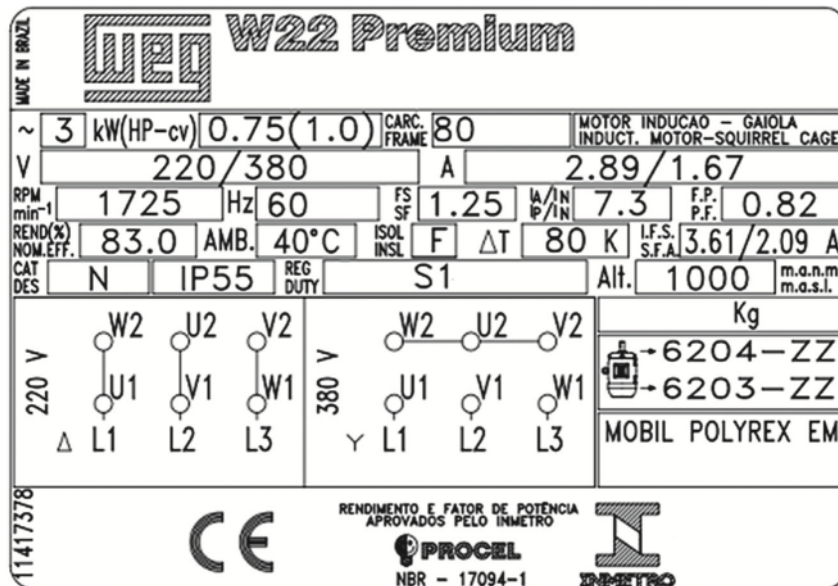 MADE IN BRAZIL
WEG W22 Premium
~ 3 kW(HP-cv) 0.75(1.0) CARC. FRAME 80 MOTOR INDUCAO - GAIOLA
INDUCT. MOTOR-SQUIRREL CAGE
V 220/380 A 2.89/1.67
RPM min-1 1725 Hz 60 FS SF 1.25 IA/IN IP/IN 7.3 F.P. P.F. 0.82
REND(%) NOM.EFF. 83.0 AMB. 40°C ISOL INSL F ΔT 80 K I.F.S. S.F.A. 3.61/2.09 A
CAT DES N IP55 REG DUTY S1 Alt. 1000 m.a.n.m m.a.s.l.
220 V
W2 U2 V2
U1 V1 W1
Δ L1 L2 L3
380 V
W2 U2 V2
U1 V1 W1
Y L1 L2 L3
Kg
6204-ZZ
6203-ZZ
MOBIL POLYREX EM
11417378
CE
RENDIMENTO E FATOR DE POTÊNCIA
APROVADOS PELO INMETRO
PROCEL
NBR - 17094-1
INMETRO